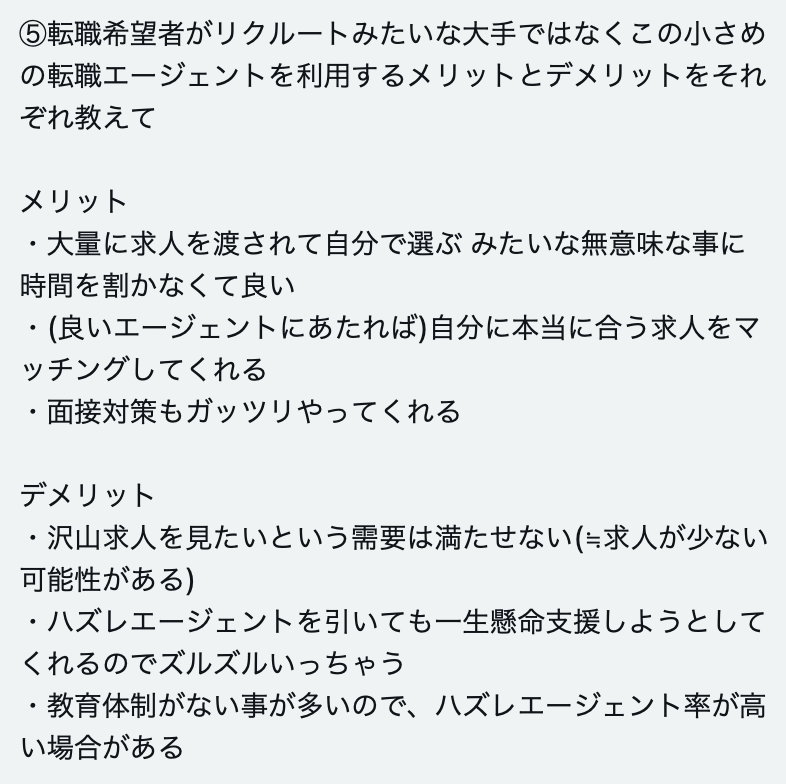 ⑤転職希望者がリクルートみたいな大手ではなくこの小さめ
の転職エージェントを利用するメリットとデメリットをそれ
ぞれ教えて
メリット
・大量に求人を渡されて自分で選ぶ みたいな無意味な事に
時間を割かなくて良い
・(良いエージェントにあたれば)自分に本当に合う求人をマ
ッチングしてくれる
・面接対策もガッツリやってくれる
デメリット
・沢山求人を見たいという需要は満たせない(≒求人が少ない
可能性がある)
・ハズレエージェントを引いても一生懸命支援しようとして
くれるのでズルズルいっちゃう
・教育体制がない事が多いので、ハズレエージェント率が高
い場合がある